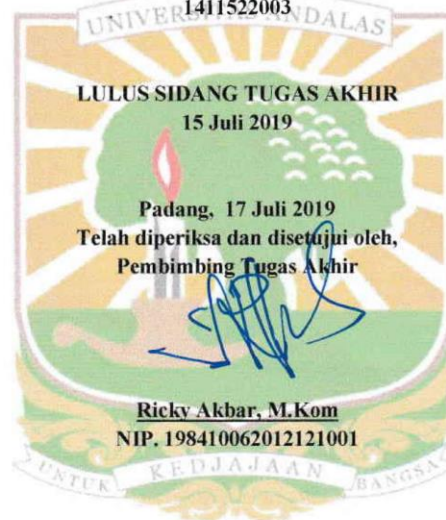 1411522003
UNIVERSITAS ANDALAS
LULUS SIDANG TUGAS AKHIR
15 Juli 2019
Padang, 17 Juli 2019
Telah diperiksa dan disetujui oleh,
Pembimbing Tugas Akhir
Ricky Akbar, M.Kom
NIP. 198410062012121001
UNTUK KEDJAJAAN BANGSA